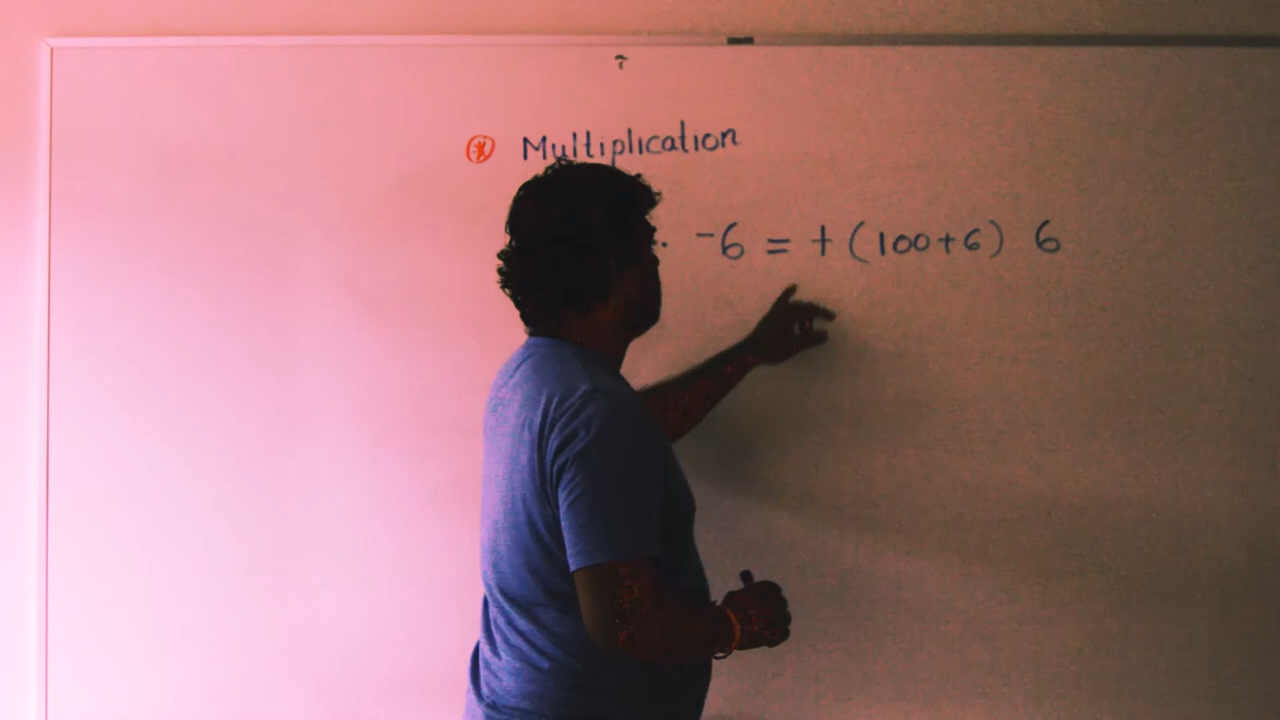 Multiplication
. -6 = + (100+6) 6